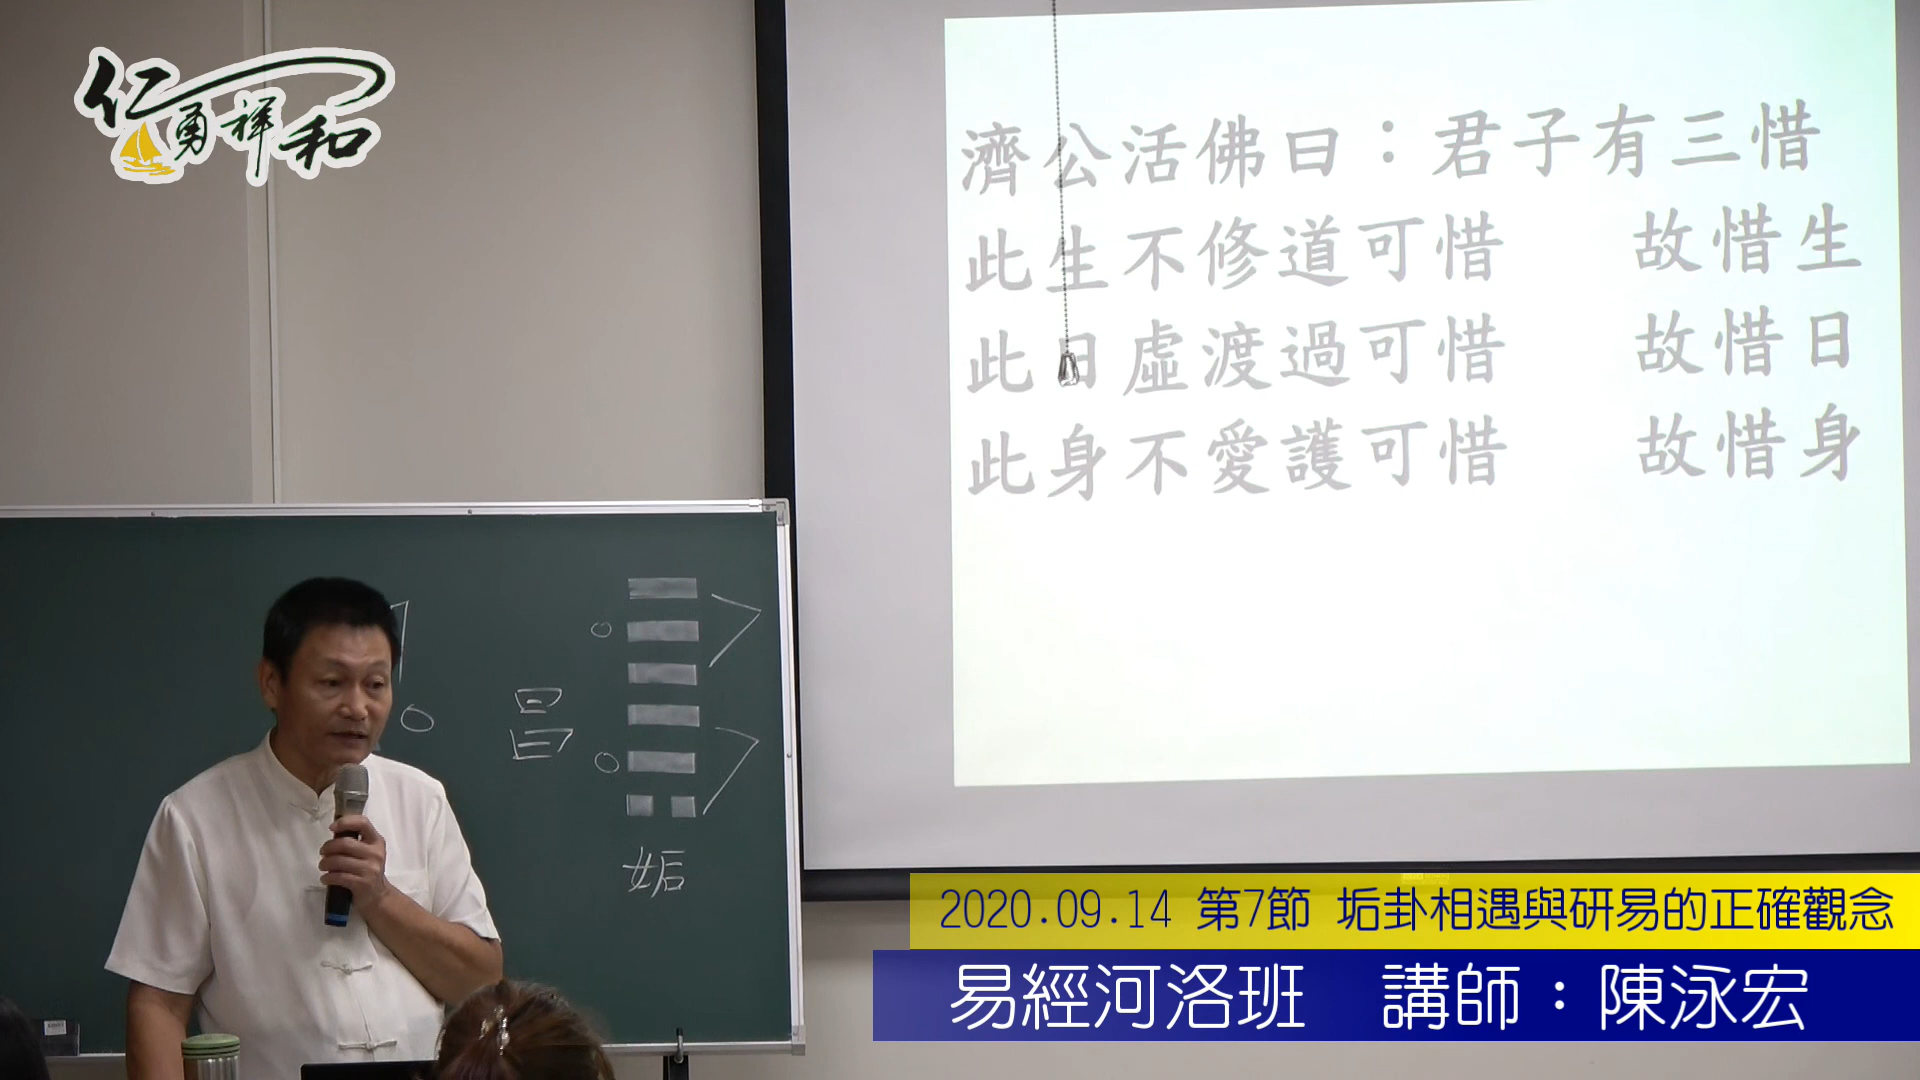 仁勇祥和
濟公活佛曰：君子有三惜
此生不修道可惜　故惜生
此日虛渡過可惜　故惜日
此身不愛護可惜　故惜身
姤
2020.09.14 第7節 垢卦相遇與研易的正確觀念
易經河洛班　講師：陳泳宏